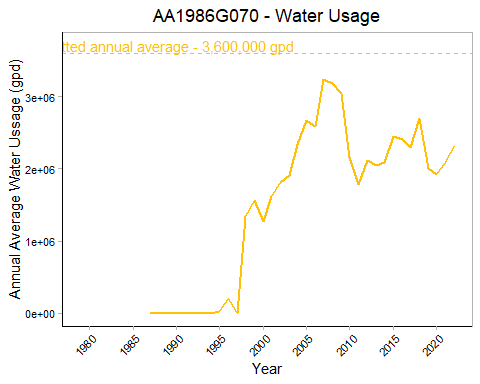 AA1986G070 - Water Usage
tted annual average - 3,600,000 gpd
Annual Average Water Ussage (gpd)
3e+06
2e+06
1e+06
0e+00
1980
1985
1990
1995
2000
2005
2010
2015
2020
Year